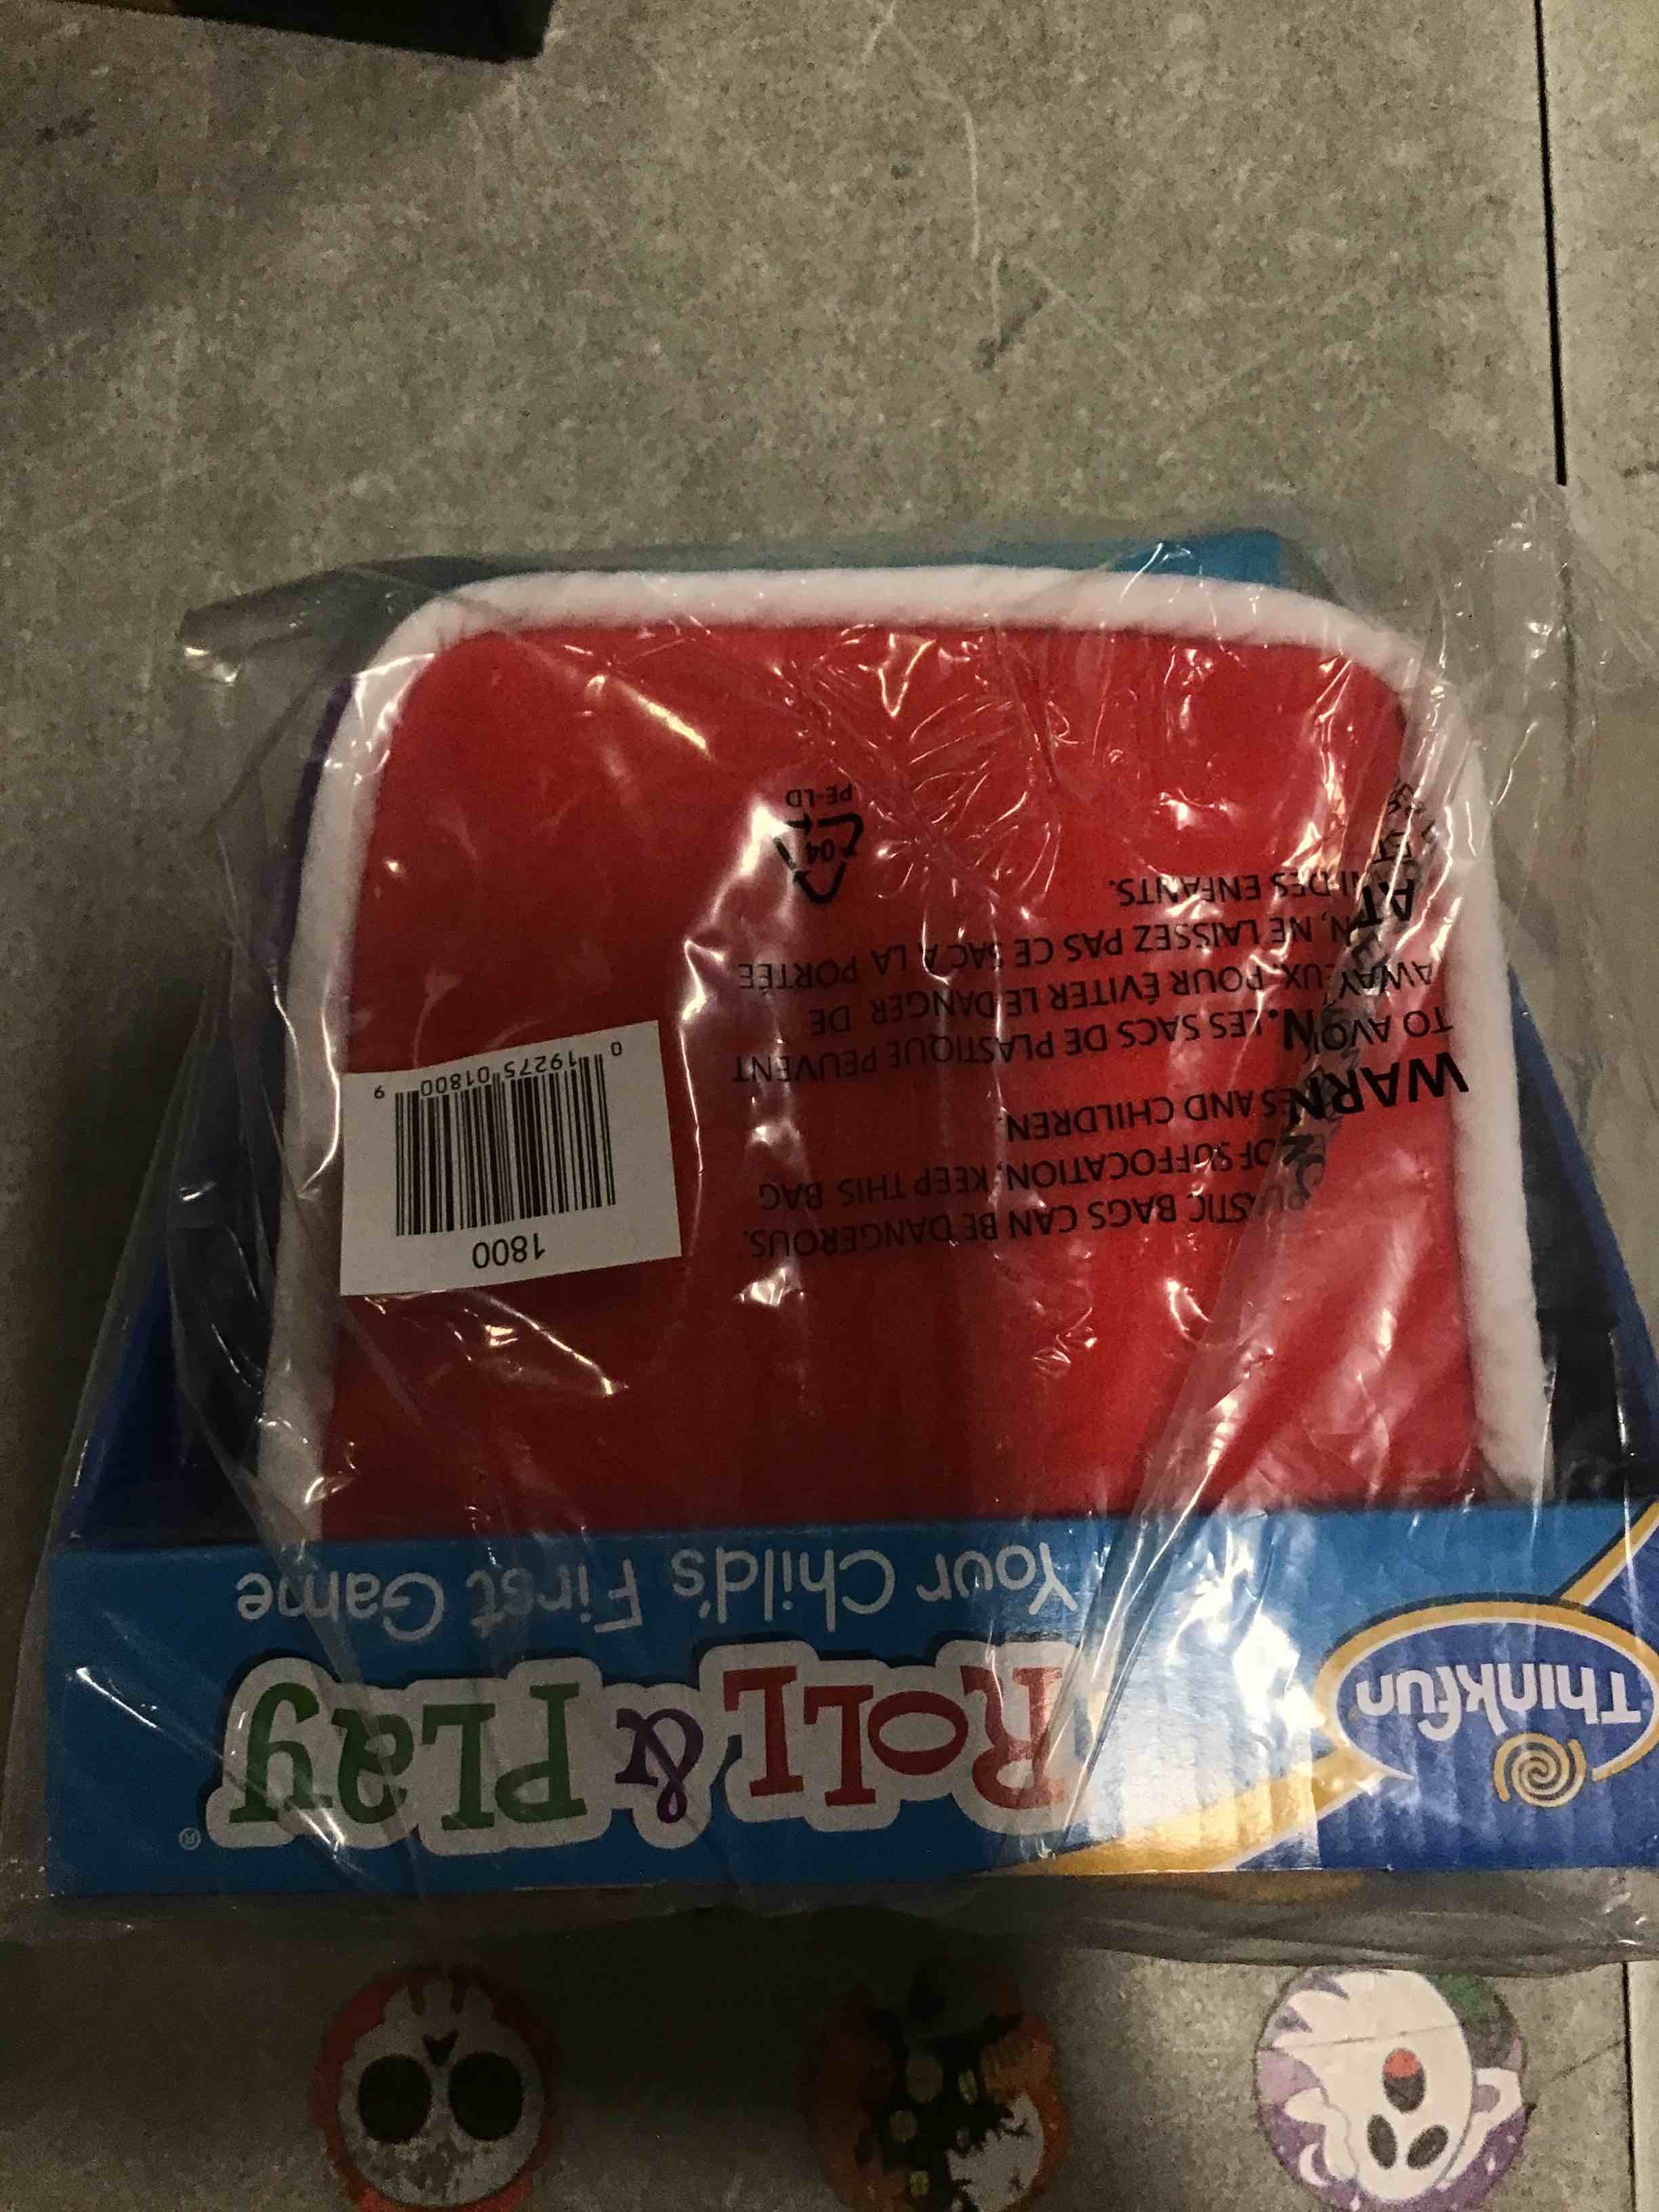 Thinkfun
ROLL & PLay®
Your Child's First Game
1800
0 19275 01800 9
PLASTIC BAGS CAN BE DANGEROUS.
OF SUFFOCATION, KEEP THIS BAG
AND CHILDREN.
WARN
TO AVO
AWAY
LES SACS DE PLASTIQUE PEUVENT
POUR ÉVITER LE DANGER DE
NE LAISSEZ PAS CE SAC À LA PORTÉE
DES ENFANTS.
04
PE-LD